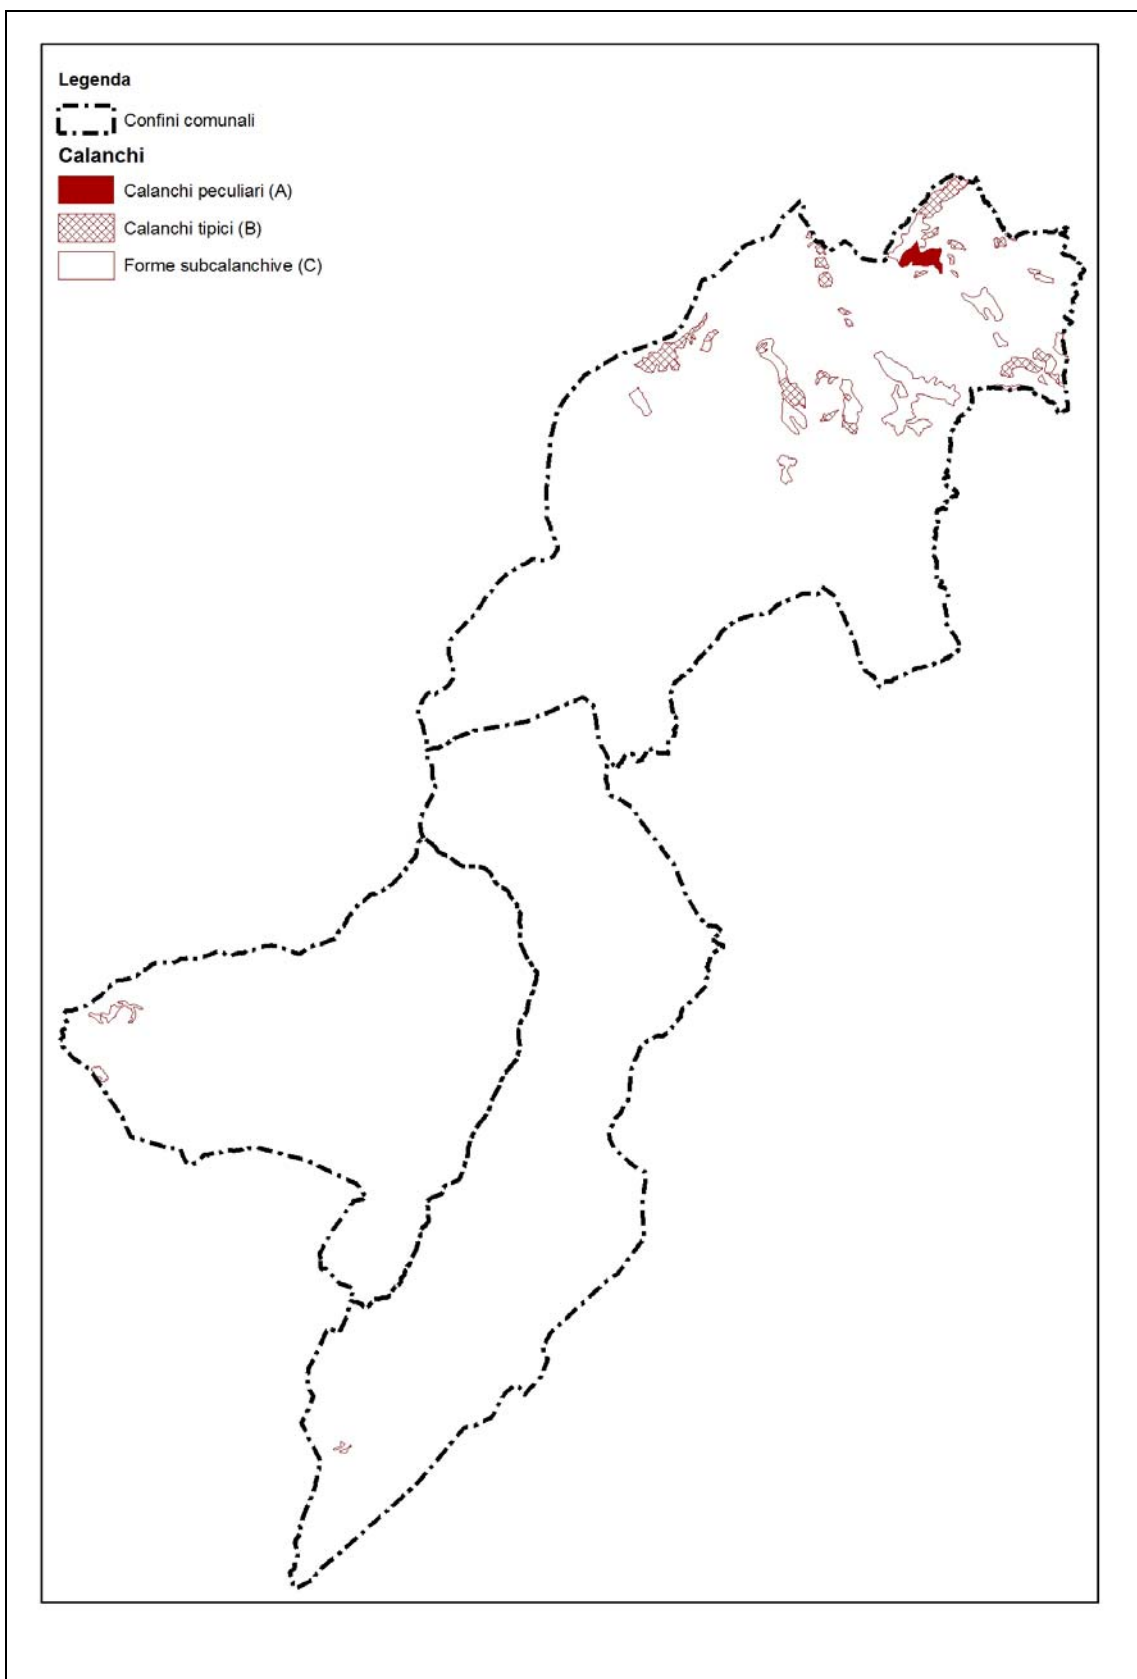 Legenda
Confini comunali
Calanchi
Calanchi peculiari (A)
Calanchi tipici (B)
Forme subcalanchive (C)